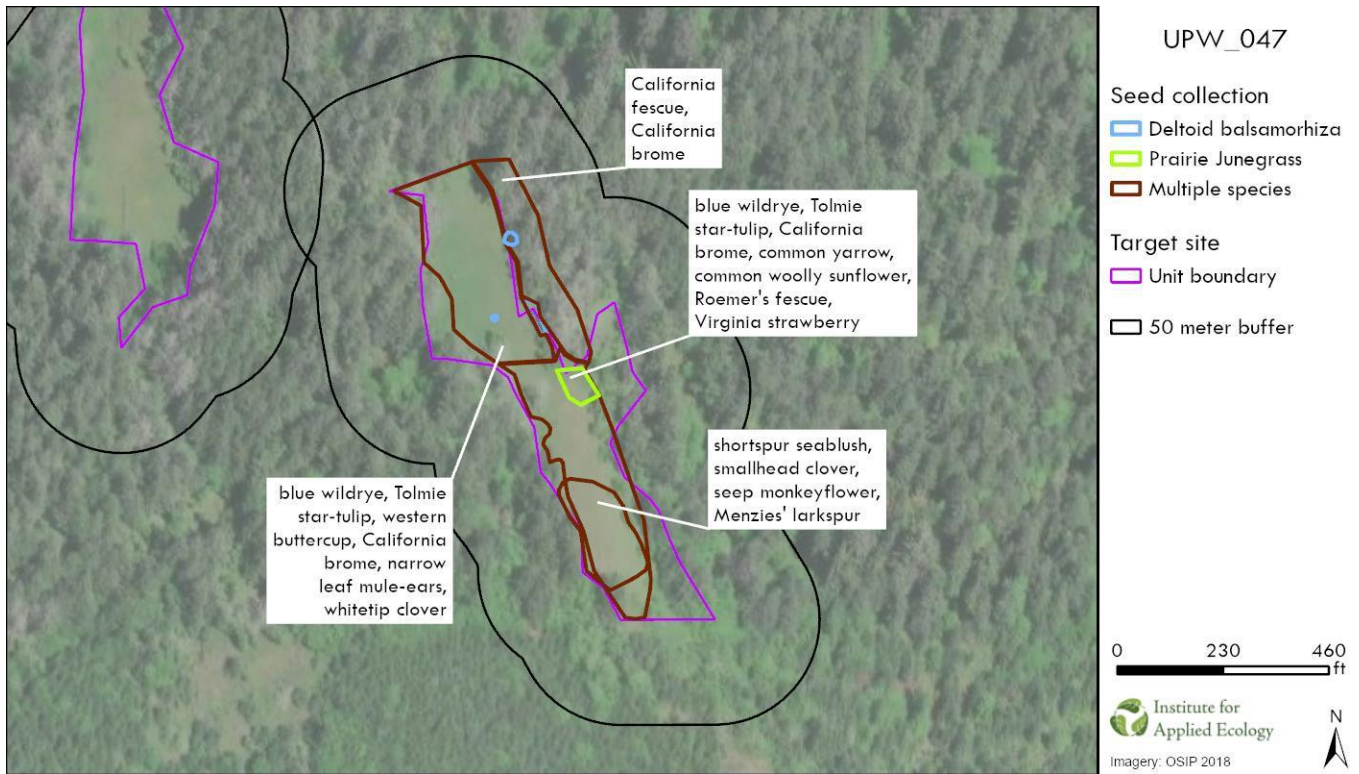 California
fescue,
California
brome
blue wildrye, Tolmie
star-tulip, California
brome, common yarrow,
common woolly sunflower,
Roemer's fescue,
Virginia strawberry
shortspur seablush,
smallhead clover,
seep monkeyflower,
Menzies' larkspur
blue wildrye, Tolmie
star-tulip, western
buttercup, California
brome, narrow
leaf mule-ears,
whitetip clover
UPW_047
Seed collection
Deltoid balsamorhiza
Prairie Junegrass
Multiple species
Target site
Unit boundary
50 meter buffer
0 230 460
ft
Institute for
Applied Ecology
N
Imagery: OSIP 2018